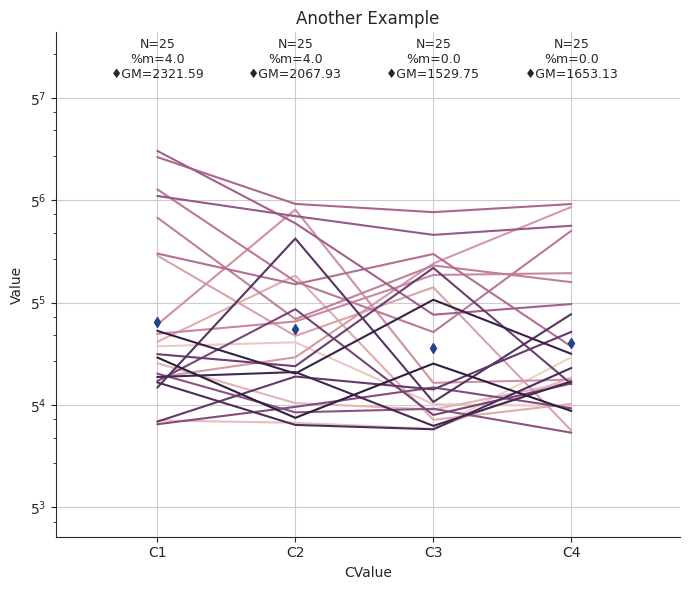 Another Example
N=25 N=25 N=25 N=25
%m=4.0 %m=4.0 %m=0.0 %m=0.0
♦GM=2321.59 ♦GM=2067.93 ♦GM=1529.75 ♦GM=1653.13
5⁷
5⁶
5⁵
5⁴
5³
Value
C1 C2 C3 C4
CValue